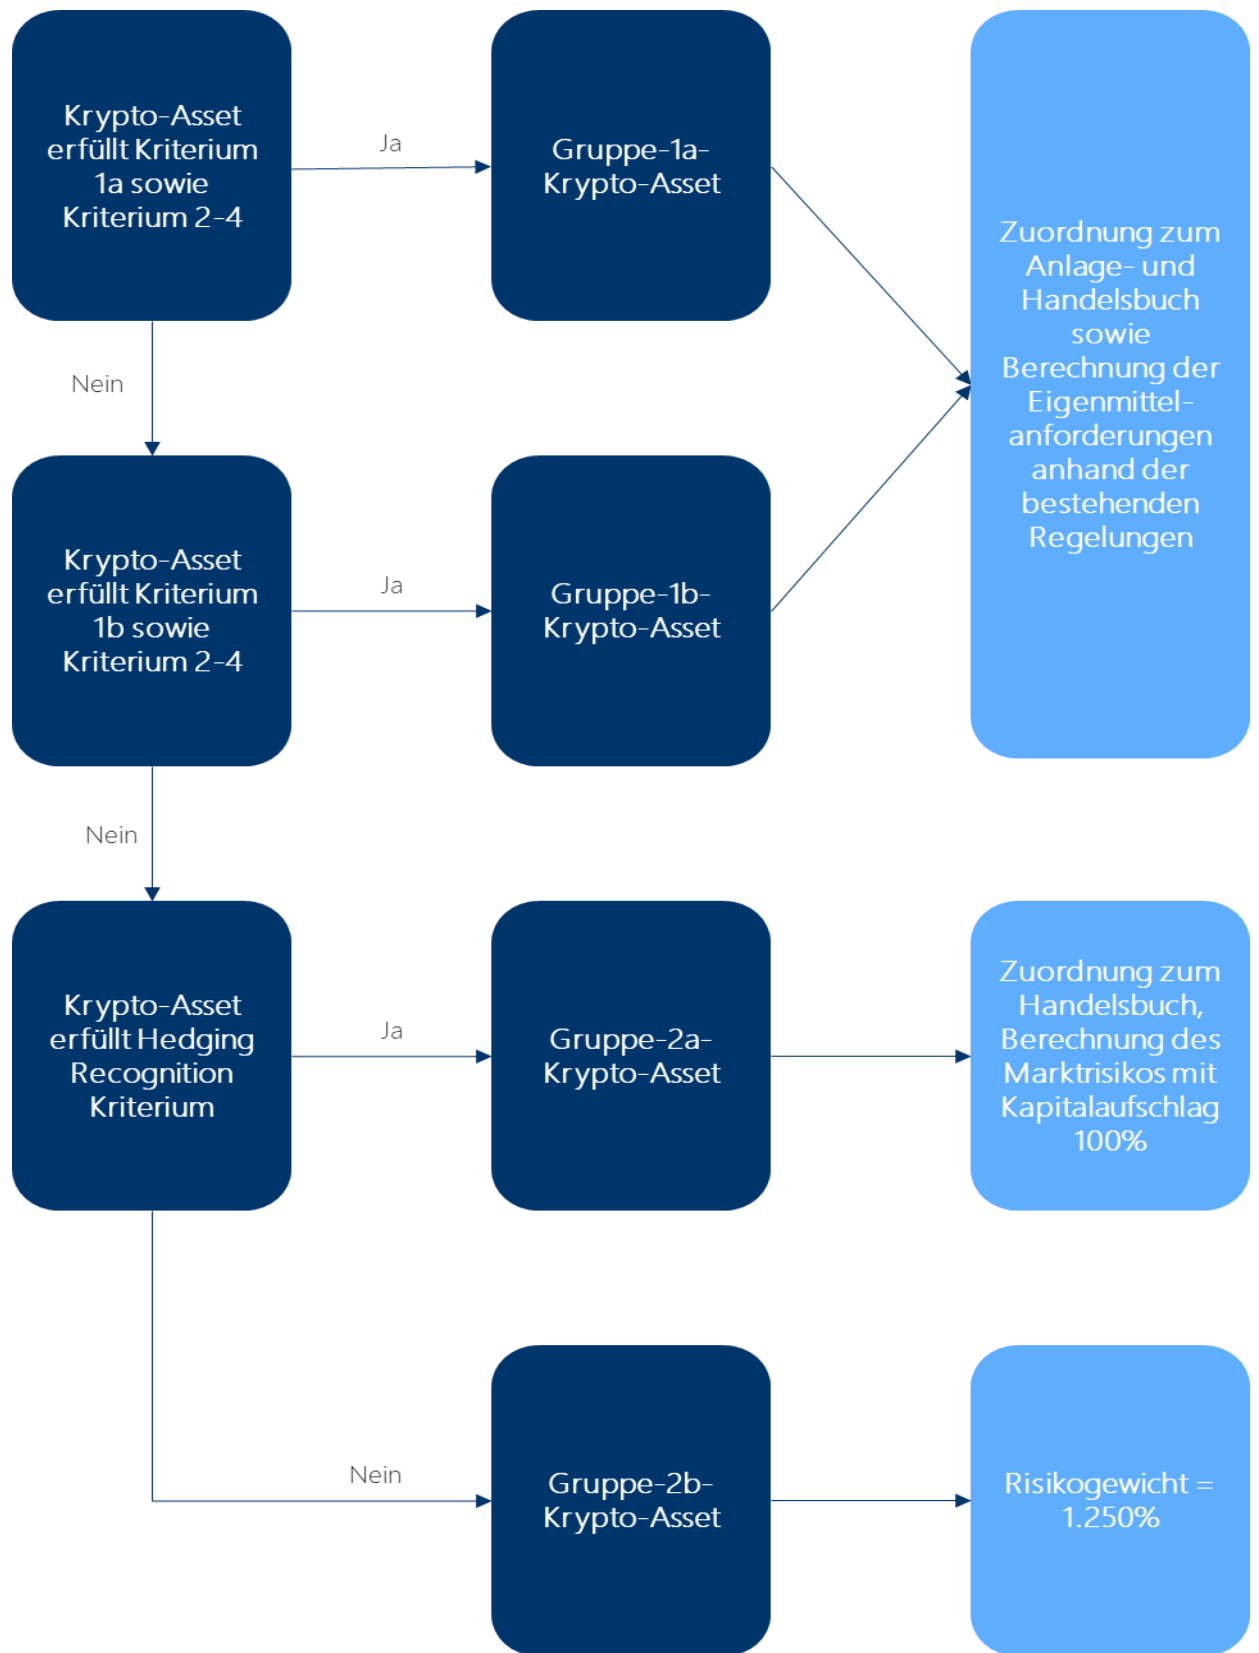 Krypto-Asset
erfüllt Kriterium
1a sowie
Kriterium 2-4
Ja
Gruppe-1a-
Krypto-Asset
Zuordnung zum
Anlage- und
Handelsbuch
sowie
Berechnung der
Eigenmittel-
anforderungen
anhand der
bestehenden
Regelungen
Nein
Krypto-Asset
erfüllt Kriterium
1b sowie
Kriterium 2-4
Ja
Gruppe-1b-
Krypto-Asset
Nein
Krypto-Asset
erfüllt Hedging
Recognition
Kriterium
Ja
Gruppe-2a-
Krypto-Asset
Zuordnung zum
Handelsbuch,
Berechnung des
Marktrisikos mit
Kapitalaufschlag
100%
Nein
Gruppe-2b-
Krypto-Asset
Risikogewicht =
1.250%